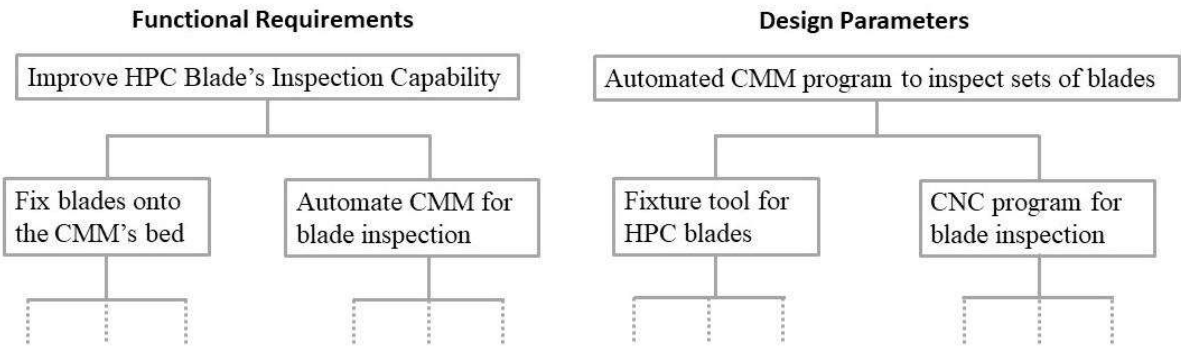 Functional Requirements
Design Parameters
Improve HPC Blade's Inspection Capability
Automated CMM program to inspect sets of blades
Fix blades onto
the CMM's bed
Automate CMM for
blade inspection
Fixture tool for
HPC blades
CNC program for
blade inspection